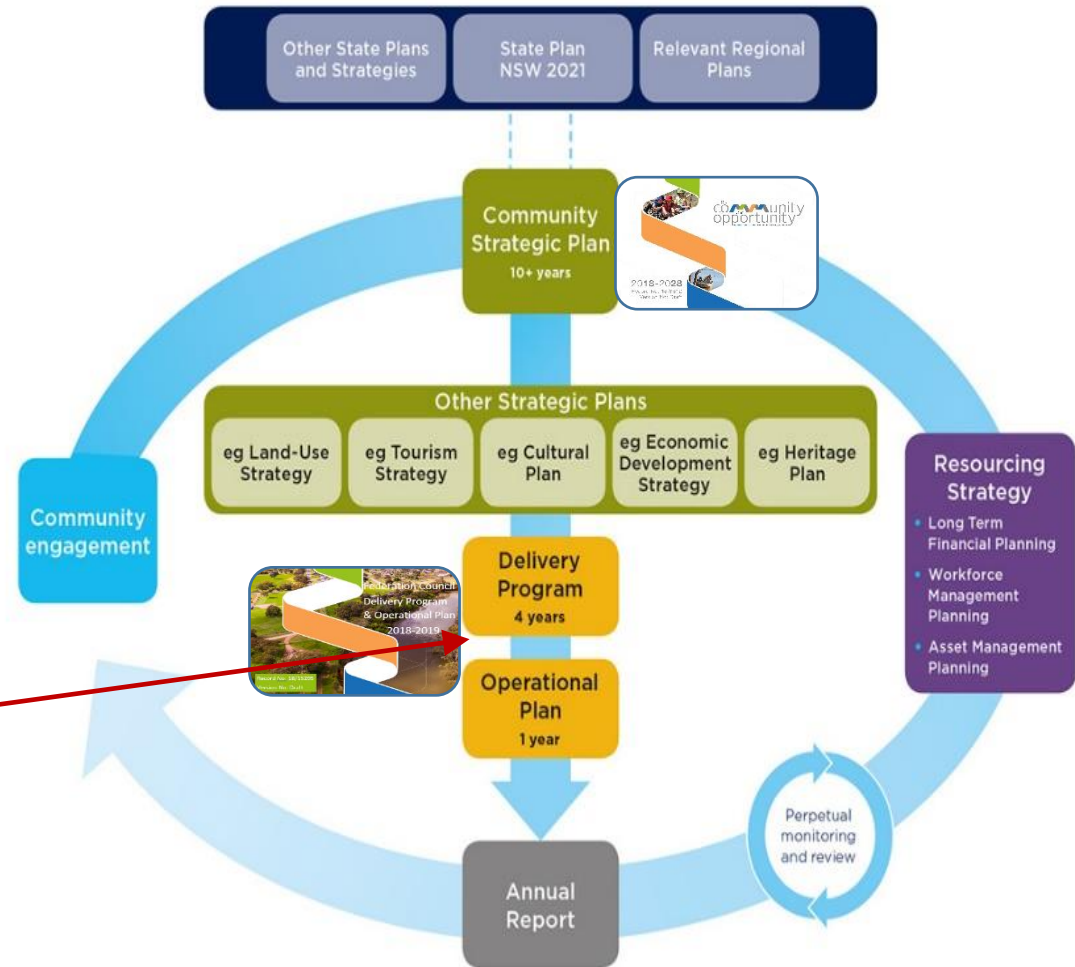 Other State Plans
and Strategies
State Plan
NSW 2021
Relevant Regional
Plans
Community
Strategic Plan
10+ years
community
opportunity
2018-2028
Other Strategic Plans
eg Land-Use
Strategy
eg Tourism
Strategy
eg Cultural
Plan
eg Economic
Development
Strategy
eg Heritage
Plan
Community
engagement
Resourcing
Strategy
• Long Term
Financial Planning
• Workforce
Management
Planning
• Asset Management
Planning
Delivery
Program
4 years
Federation Council
Delivery Program
& Operational Plan
2018-2019
Operational
Plan
1 year
Perpetual
monitoring
and review
Annual
Report